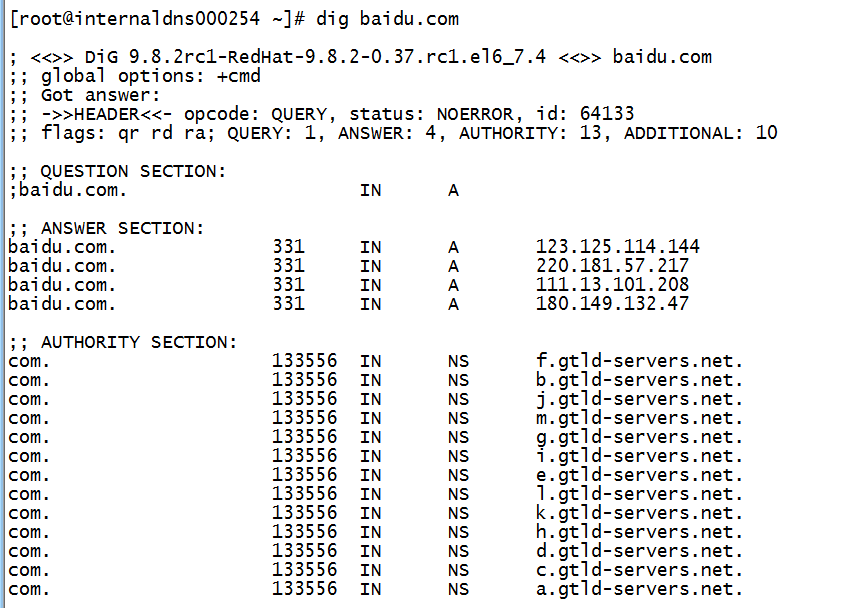 [root@internaldns000254 ~]# dig baidu.com
; <<>> DiG 9.8.2rc1-RedHat-9.8.2-0.37.rc1.el6_7.4 <<>> baidu.com
;; global options: +cmd
;; Got answer:
;; ->>HEADER<<- opcode: QUERY, status: NOERROR, id: 64133
;; flags: qr rd ra; QUERY: 1, ANSWER: 4, AUTHORITY: 13, ADDITIONAL: 10
;; QUESTION SECTION:
;baidu.com. IN A
;; ANSWER SECTION:
baidu.com. 331 IN A 123.125.114.144
baidu.com. 331 IN A 220.181.57.217
baidu.com. 331 IN A 111.13.101.208
baidu.com. 331 IN A 180.149.132.47
;; AUTHORITY SECTION:
com. 133556 IN NS f.gtld-servers.net.
com. 133556 IN NS b.gtld-servers.net.
com. 133556 IN NS j.gtld-servers.net.
com. 133556 IN NS m.gtld-servers.net.
com. 133556 IN NS g.gtld-servers.net.
com. 133556 IN NS i.gtld-servers.net.
com. 133556 IN NS e.gtld-servers.net.
com. 133556 IN NS l.gtld-servers.net.
com. 133556 IN NS k.gtld-servers.net.
com. 133556 IN NS h.gtld-servers.net.
com. 133556 IN NS d.gtld-servers.net.
com. 133556 IN NS c.gtld-servers.net.
com. 133556 IN NS a.gtld-servers.net.